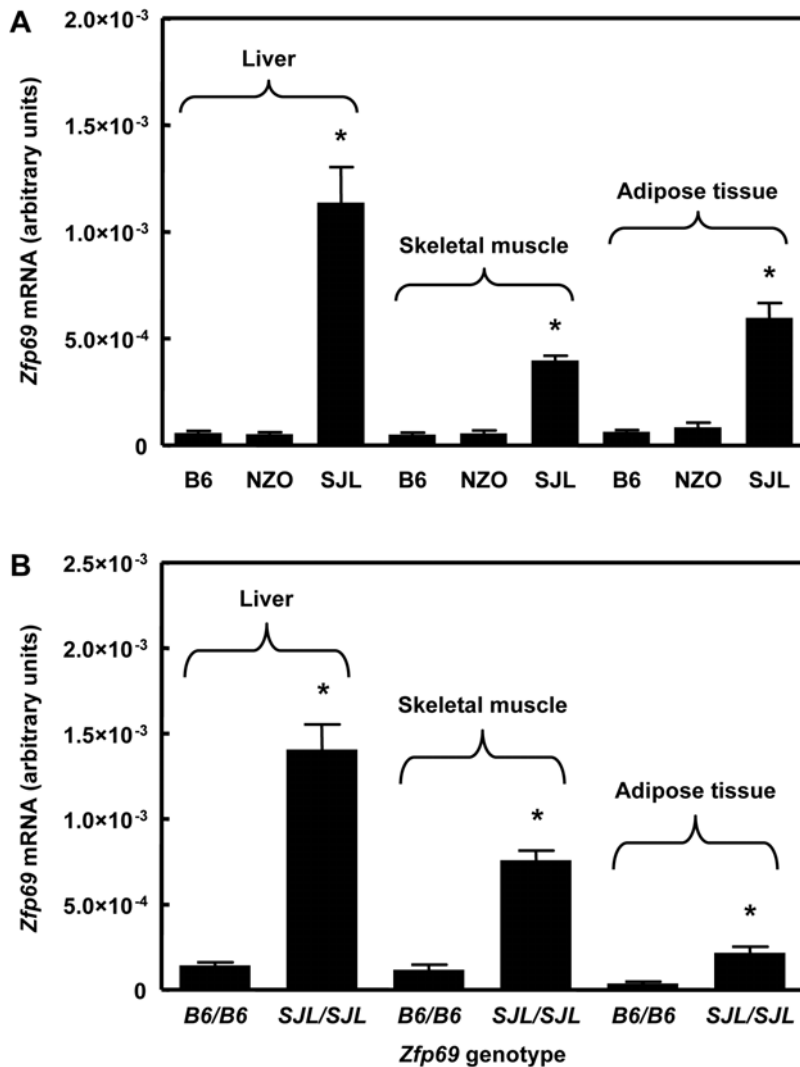 A
Zfp69 mRNA (arbitrary units)
2.0×10⁻³
1.5×10⁻³
1.0×10⁻³
5.0×10⁻⁴
0
Liver
Skeletal muscle
Adipose tissue
* * *
B6 NZO SJL B6 NZO SJL B6 NZO SJL
B
Zfp69 mRNA (arbitrary units)
2.5×10⁻³
2.0×10⁻³
1.5×10⁻³
1.0×10⁻³
5.0×10⁻⁴
0
Liver
Skeletal muscle
Adipose tissue
* * *
B6/B6 SJL/SJL B6/B6 SJL/SJL B6/B6 SJL/SJL
Zfp69 genotype